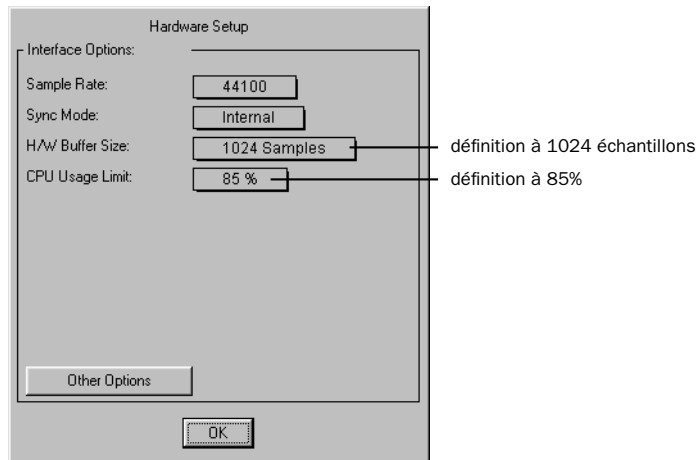 Hardware Setup
Interface Options:
Sample Rate:
44100
Sync Mode:
Internal
H/W Buffer Size:
1024 Samples
définition à 1024 échantillons
CPU Usage Limit:
85 %
définition à 85%
Other Options
OK